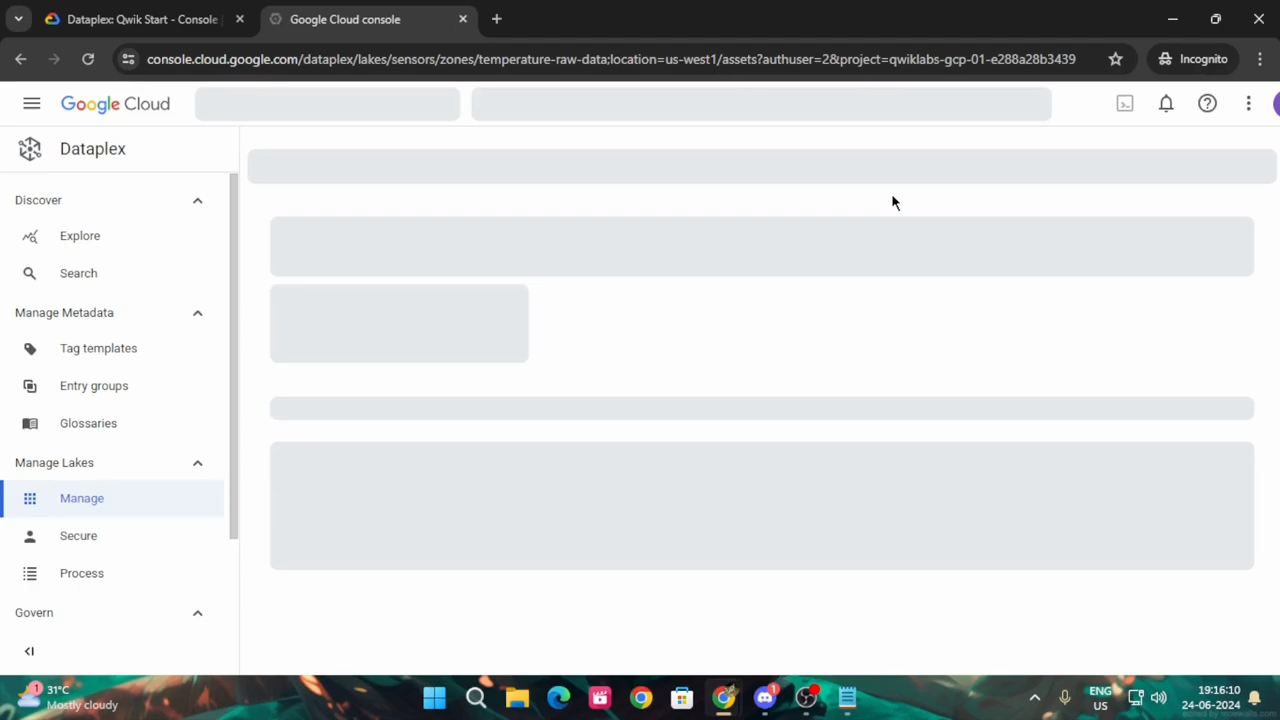 Dataplex: Qwik Start - Console
Google Cloud console
console.cloud.google.com/dataplex/lakes/sensors/zones/temperature-raw-data;location=us-west1/assets?authuser=2&project=qwiklabs-gcp-01-e288a28b3439
Incognito
Google Cloud
Dataplex
Discover
Explore
Search
Manage Metadata
Tag templates
Entry groups
Glossaries
Manage Lakes
Manage
Secure
Process
Govern
1
31°C
Mostly cloudy
1
ENG
US
19:16:10
24-06-2024